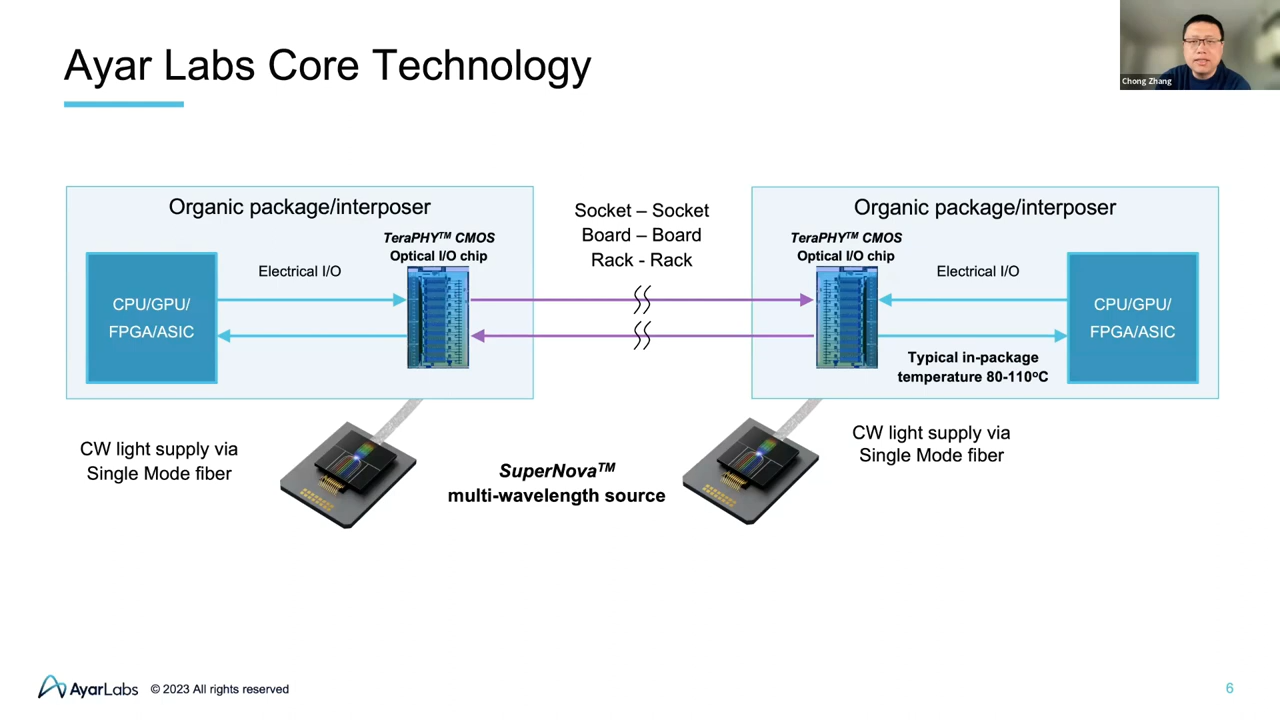 Ayar Labs Core Technology
Chong Zhang
Organic package/interposer
TeraPHY™ CMOS
Optical I/O chip
Electrical I/O
CPU/GPU/
FPGA/ASIC
Socket – Socket
Board – Board
Rack - Rack
Organic package/interposer
TeraPHY™ CMOS
Optical I/O chip
Electrical I/O
CPU/GPU/
FPGA/ASIC
Typical in-package
temperature 80-110ºC
CW light supply via
Single Mode fiber
SuperNova™
multi-wavelength source
CW light supply via
Single Mode fiber
AyarLabs
© 2023 All rights reserved
6